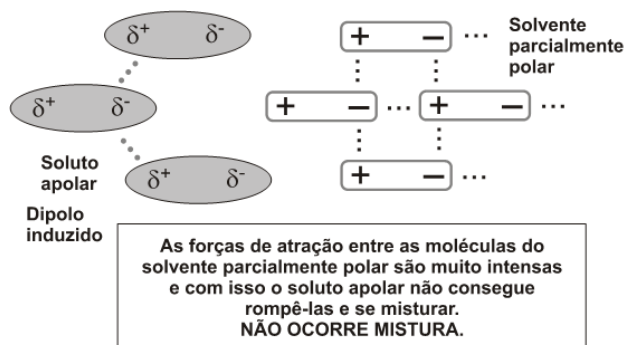 δ+ δ-
δ+ δ-
δ+ δ-
Soluto
apolar
Dipolo
induzido
+ − ...
+ − ... + − ...
+ − ...
Solvente
parcialmente
polar
As forças de atração entre as moléculas do
solvente parcialmente polar são muito intensas
e com isso o soluto apolar não consegue
rompê-las e se misturar.
NÃO OCORRE MISTURA.